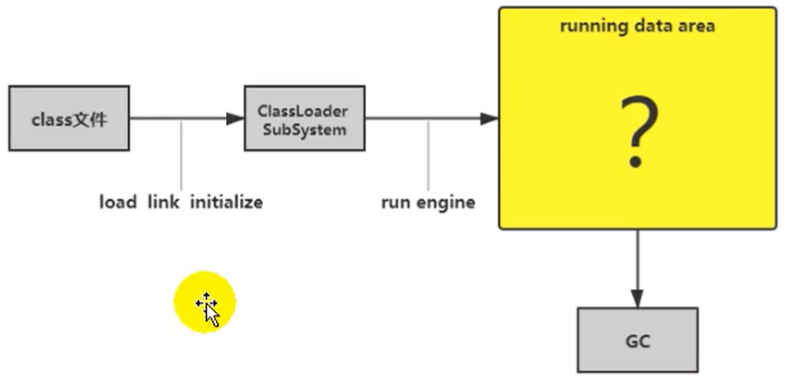 running data area
?
class文件
ClassLoader
SubSystem
load link initialize
run engine
GC